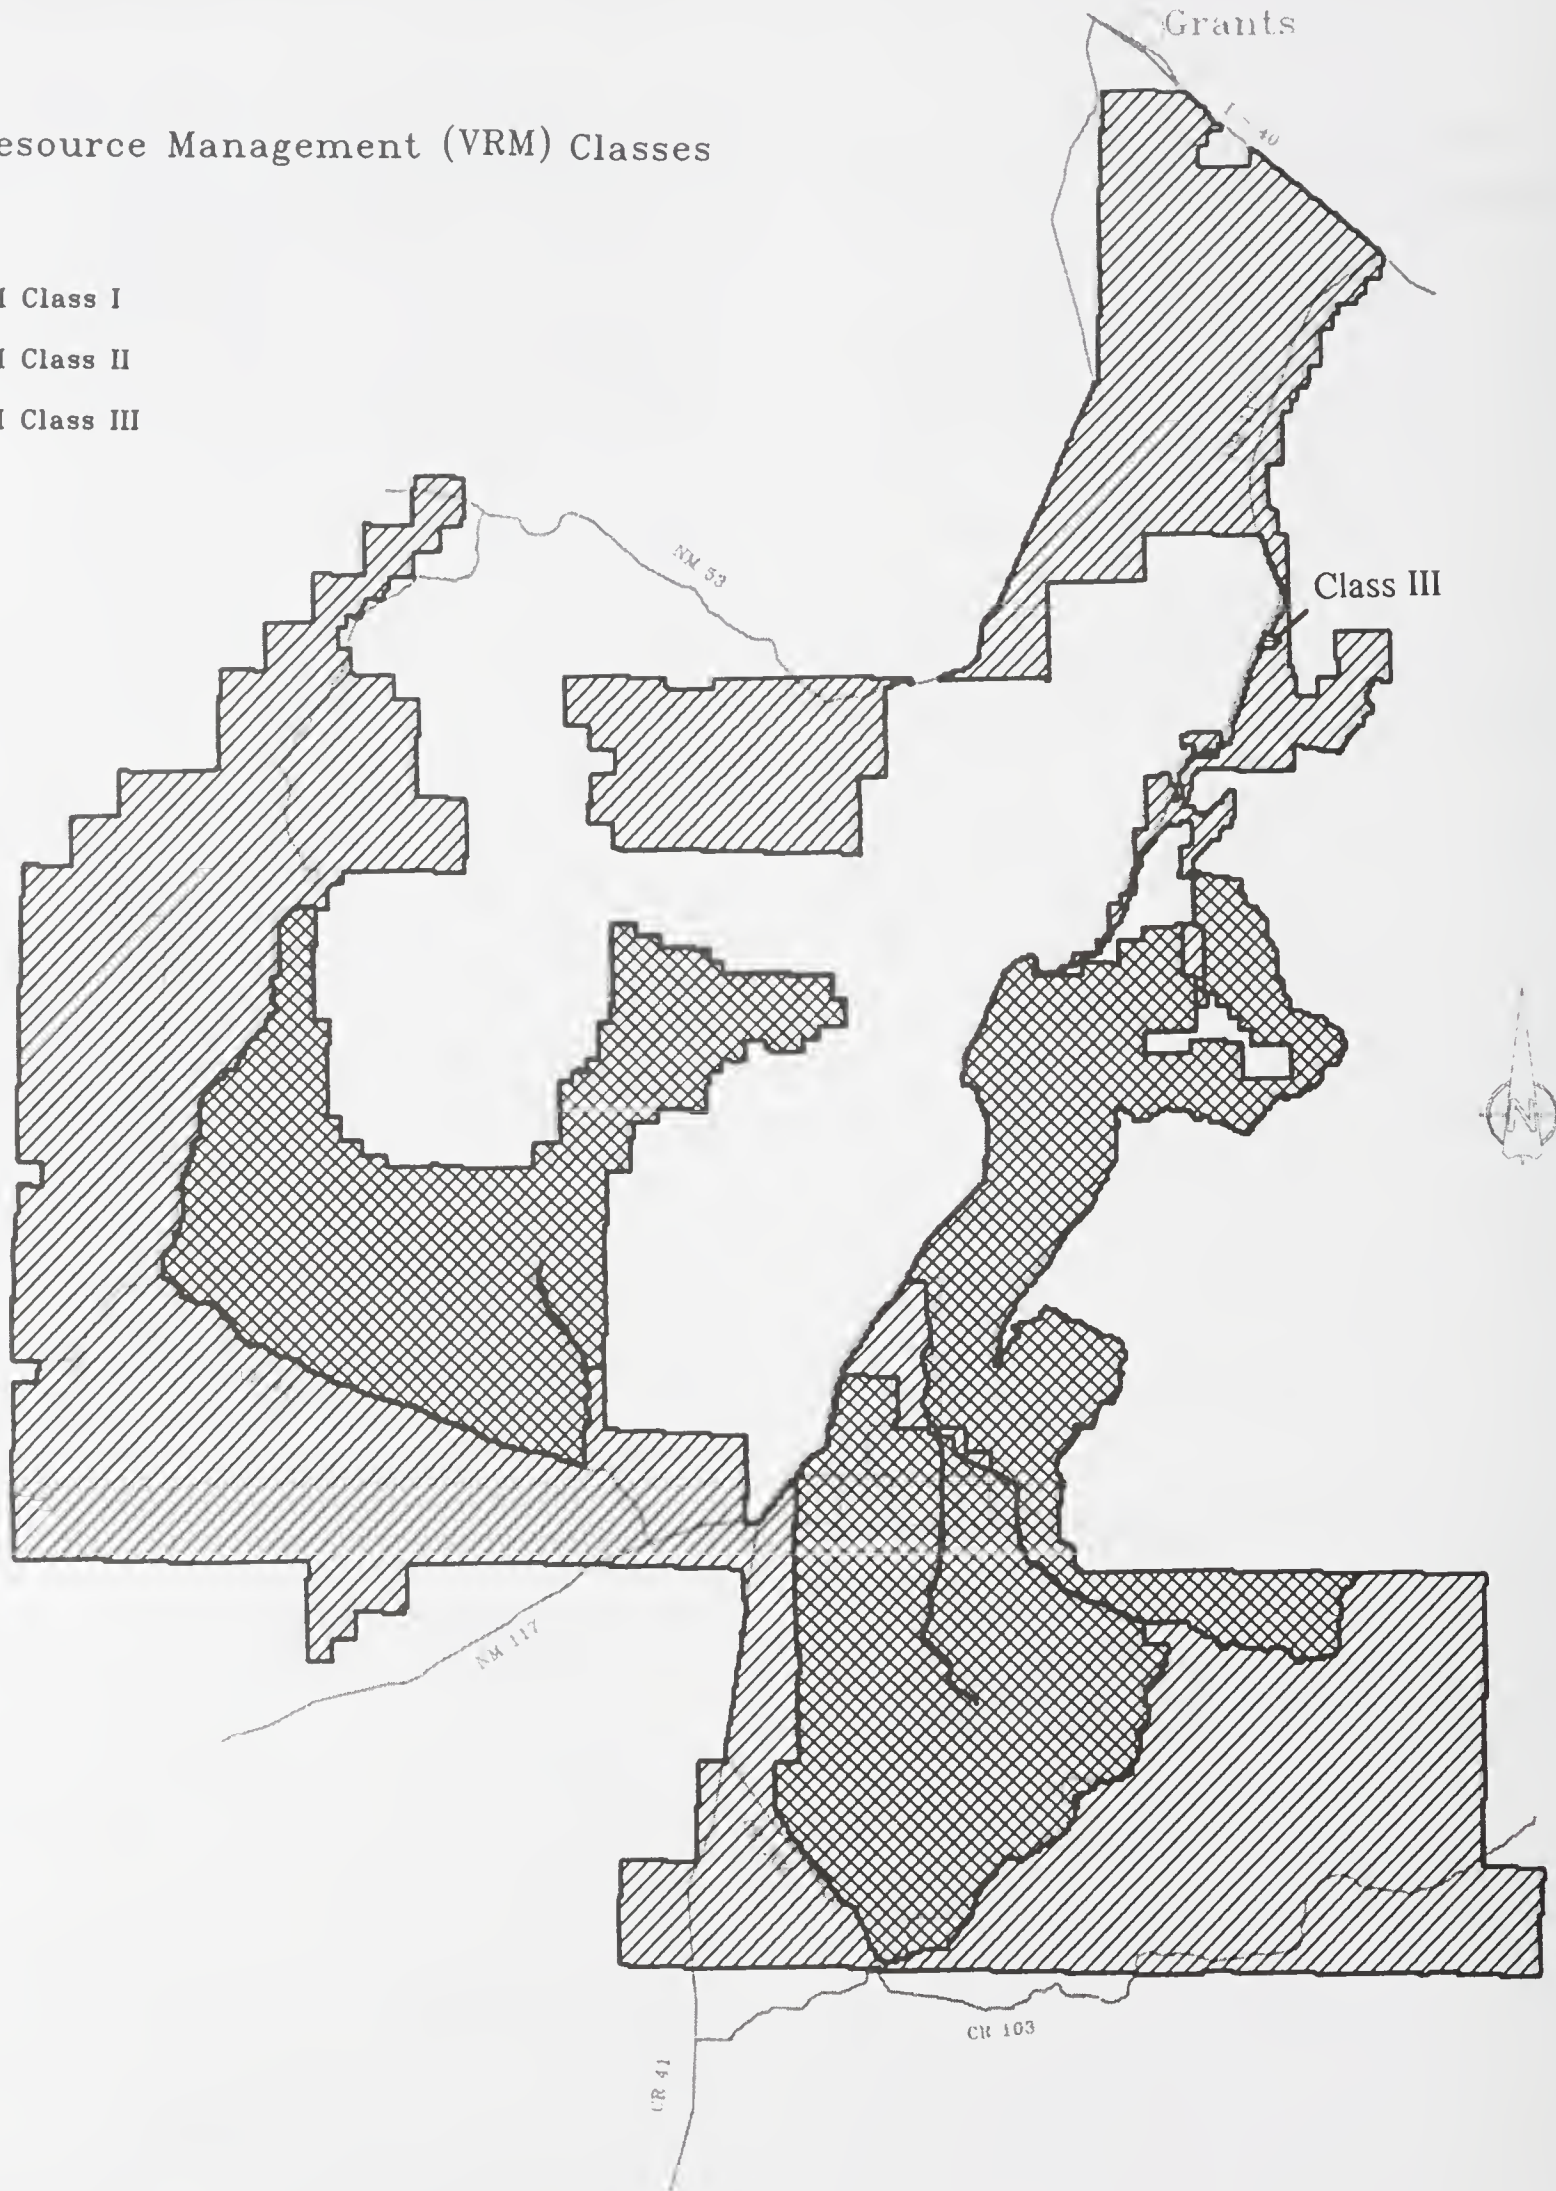 Grants
I - 40
esource Management (VRM) Classes
M Class I
M Class II
M Class III
NM 53
Class III
N
NM 117
CR 103
CR 41